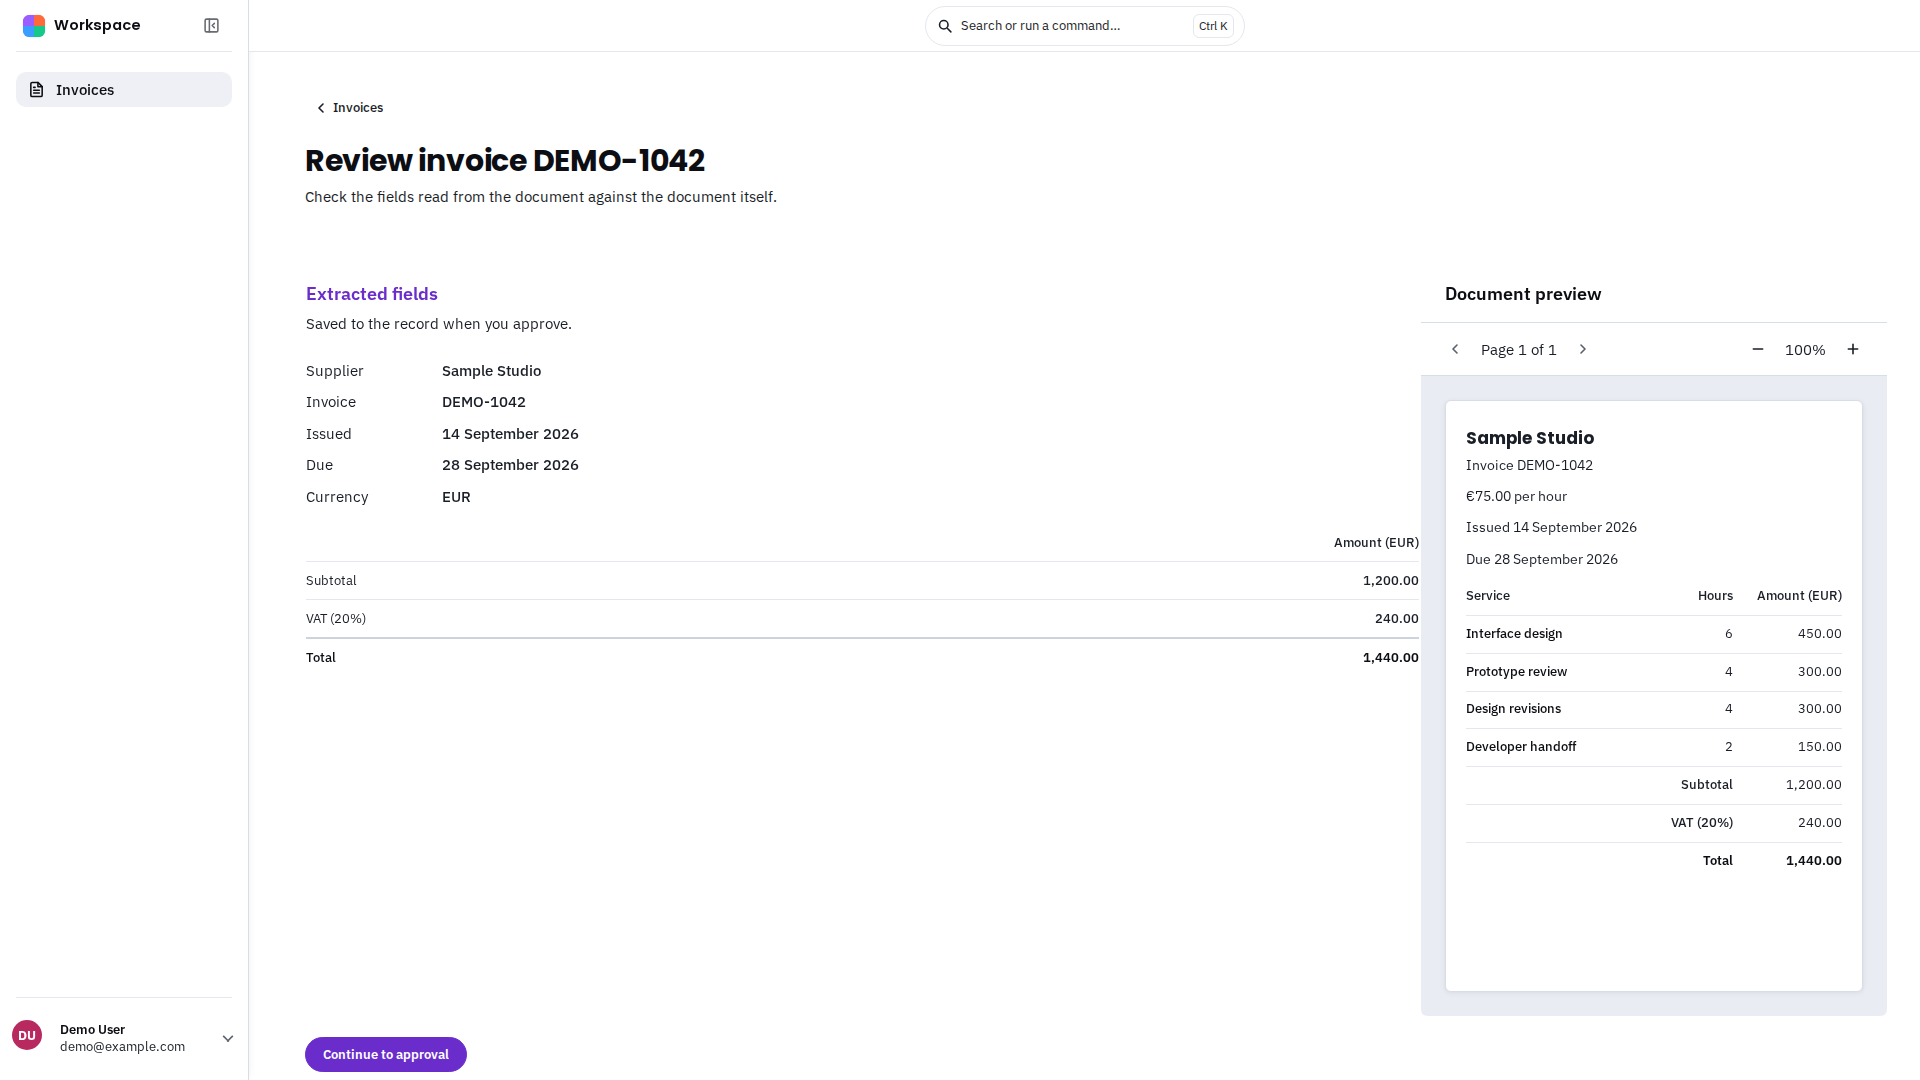 Workspace
Search or run a command...
Ctrl K
Invoices
Invoices
Review invoice DEMO-1042
Check the fields read from the document against the document itself.
Extracted fields
Saved to the record when you approve.
Supplier Sample Studio
Invoice DEMO-1042
Issued 14 September 2026
Due 28 September 2026
Currency EUR
Amount (EUR)
Subtotal 1,200.00
VAT (20%) 240.00
Total 1,440.00
Document preview
Page 1 of 1
100%
Sample Studio
Invoice DEMO-1042
€75.00 per hour
Issued 14 September 2026
Due 28 September 2026
Service Hours Amount (EUR)
Interface design 6 450.00
Prototype review 4 300.00
Design revisions 4 300.00
Developer handoff 2 150.00
Subtotal 1,200.00
VAT (20%) 240.00
Total 1,440.00
Continue to approval
DU
Demo User
demo@example.com